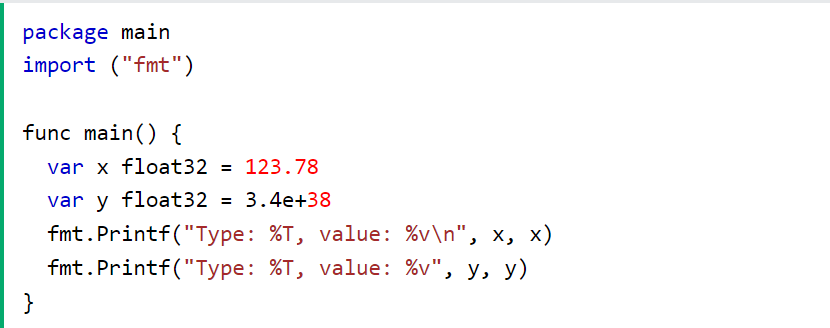 package main
import ("fmt")

func main() {
  var x float32 = 123.78
  var y float32 = 3.4e+38
  fmt.Printf("Type: %T, value: %v\n", x, x)
  fmt.Printf("Type: %T, value: %v", y, y)
}